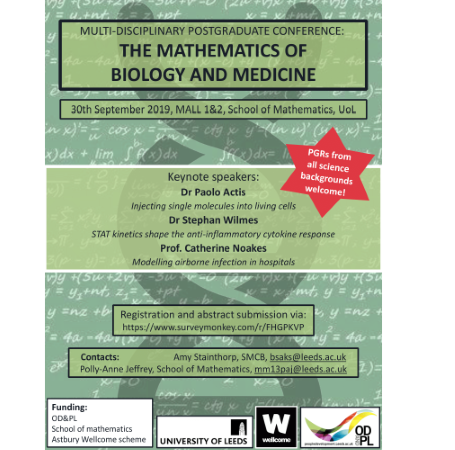 MULTI-DISCIPLINARY POSTGRADUATE CONFERENCE:
THE MATHEMATICS OF
BIOLOGY AND MEDICINE
30th September 2019, MALL 1&2, School of Mathematics, UoL
PGRs from
all science
backgrounds
welcome!
Keynote speakers:
Dr Paolo Actis
Injecting single molecules into living cells
Dr Stephan Wilmes
STAT kinetics shape the anti-inflammatory cytokine response
Prof. Catherine Noakes
Modelling airborne infection in hospitals
Registration and abstract submission via:
https://www.surveymonkey.com/r/FHGPKVP
Contacts: Amy Stainthorp, SMCB, bsaks@leeds.ac.uk
Polly-Anne Jeffrey, School of Mathematics, mm13paj@leeds.ac.uk
Funding:
OD&PL
School of mathematics
Astbury Wellcome scheme
UNIVERSITY OF LEEDS
W
wellcome
OD
PL